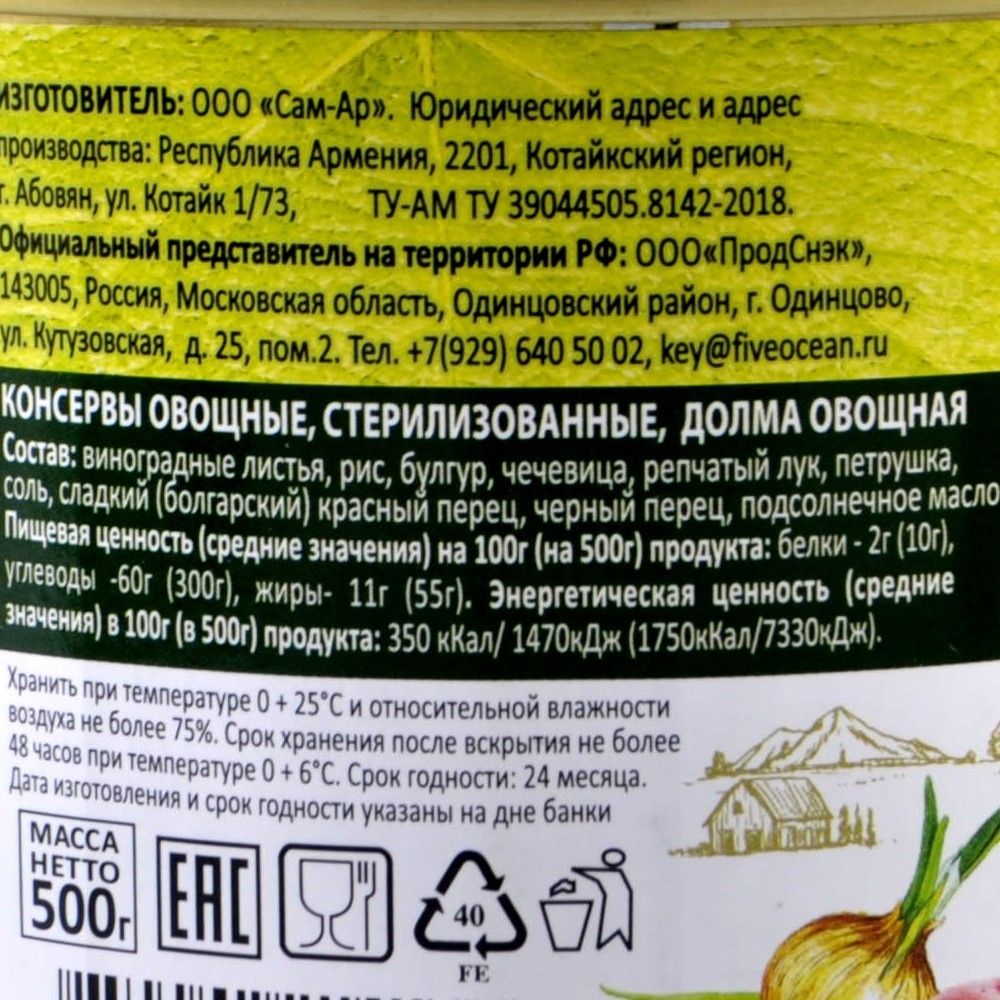 ИЗГОТОВИТЕЛЬ: ООО «Сам-Ар». Юридический адрес и адрес
производства: Республика Армения, 2201, Котайкский регион,
г. Абовян, ул. Котайк 1/73, ТУ-АМ ТУ 39044505.8142-2018.
Официальный представитель на территории РФ: ООО«ПродСнэк»,
143005, Россия, Московская область, Одинцовский район, г. Одинцово,
ул. Кутузовская, д. 25, пом.2. Тел. +7(929) 640 50 02, key@fiveocean.ru
КОНСЕРВЫ ОВОЩНЫЕ, СТЕРИЛИЗОВАННЫЕ, ДОЛМА ОВОЩНАЯ
Состав: виноградные листья, рис, булгур, чечевица, репчатый лук, петрушка,
соль, сладкий (болгарский) красный перец, черный перец, подсолнечное масло
Пищевая ценность (средние значения) на 100г (на 500г) продукта: белки - 2г (10г),
углеводы -60г (300г), жиры- 11г (55г). Энергетическая ценность (средние
значения) в 100г (в 500г) продукта: 350 кКал/ 1470кДж (1750кКал/7330кДж).
Хранить при температуре 0 + 25°С и относительной влажности
воздуха не более 75%. Срок хранения после вскрытия не более
48 часов при температуре 0 + 6°С. Срок годности: 24 месяца.
Дата изготовления и срок годности указаны на дне банки
МАССА
НЕТТО
500г
EAC
40
FE